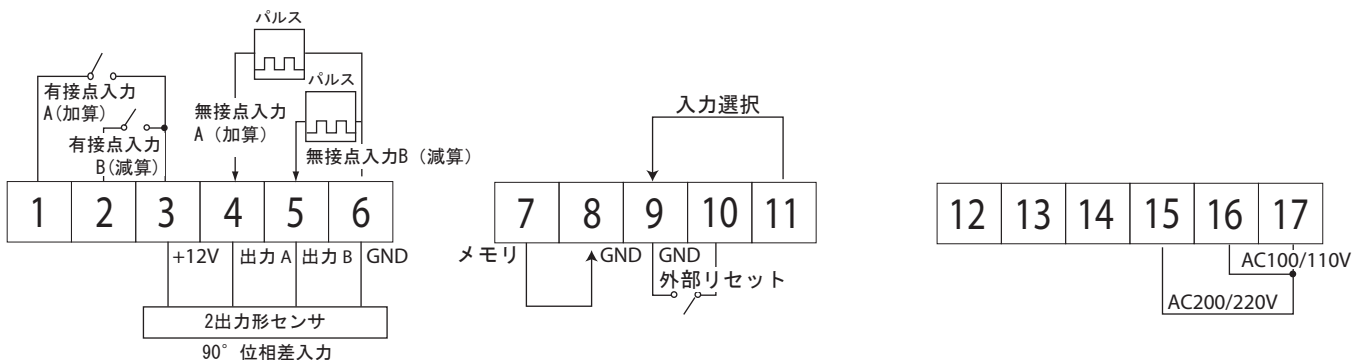 パルス
有接点入力
A(加算)
有接点入力
B(減算)
無接点入力
A（加算）
パルス
無接点入力B（減算）
1 2 3 4 5 6
+12V 出力A 出力B GND
2出力形センサ
90°位相差入力
入力選択
7 8 9 10 11
メモリ GND GND
外部リセット
12 13 14 15 16 17
AC100/110V
AC200/220V